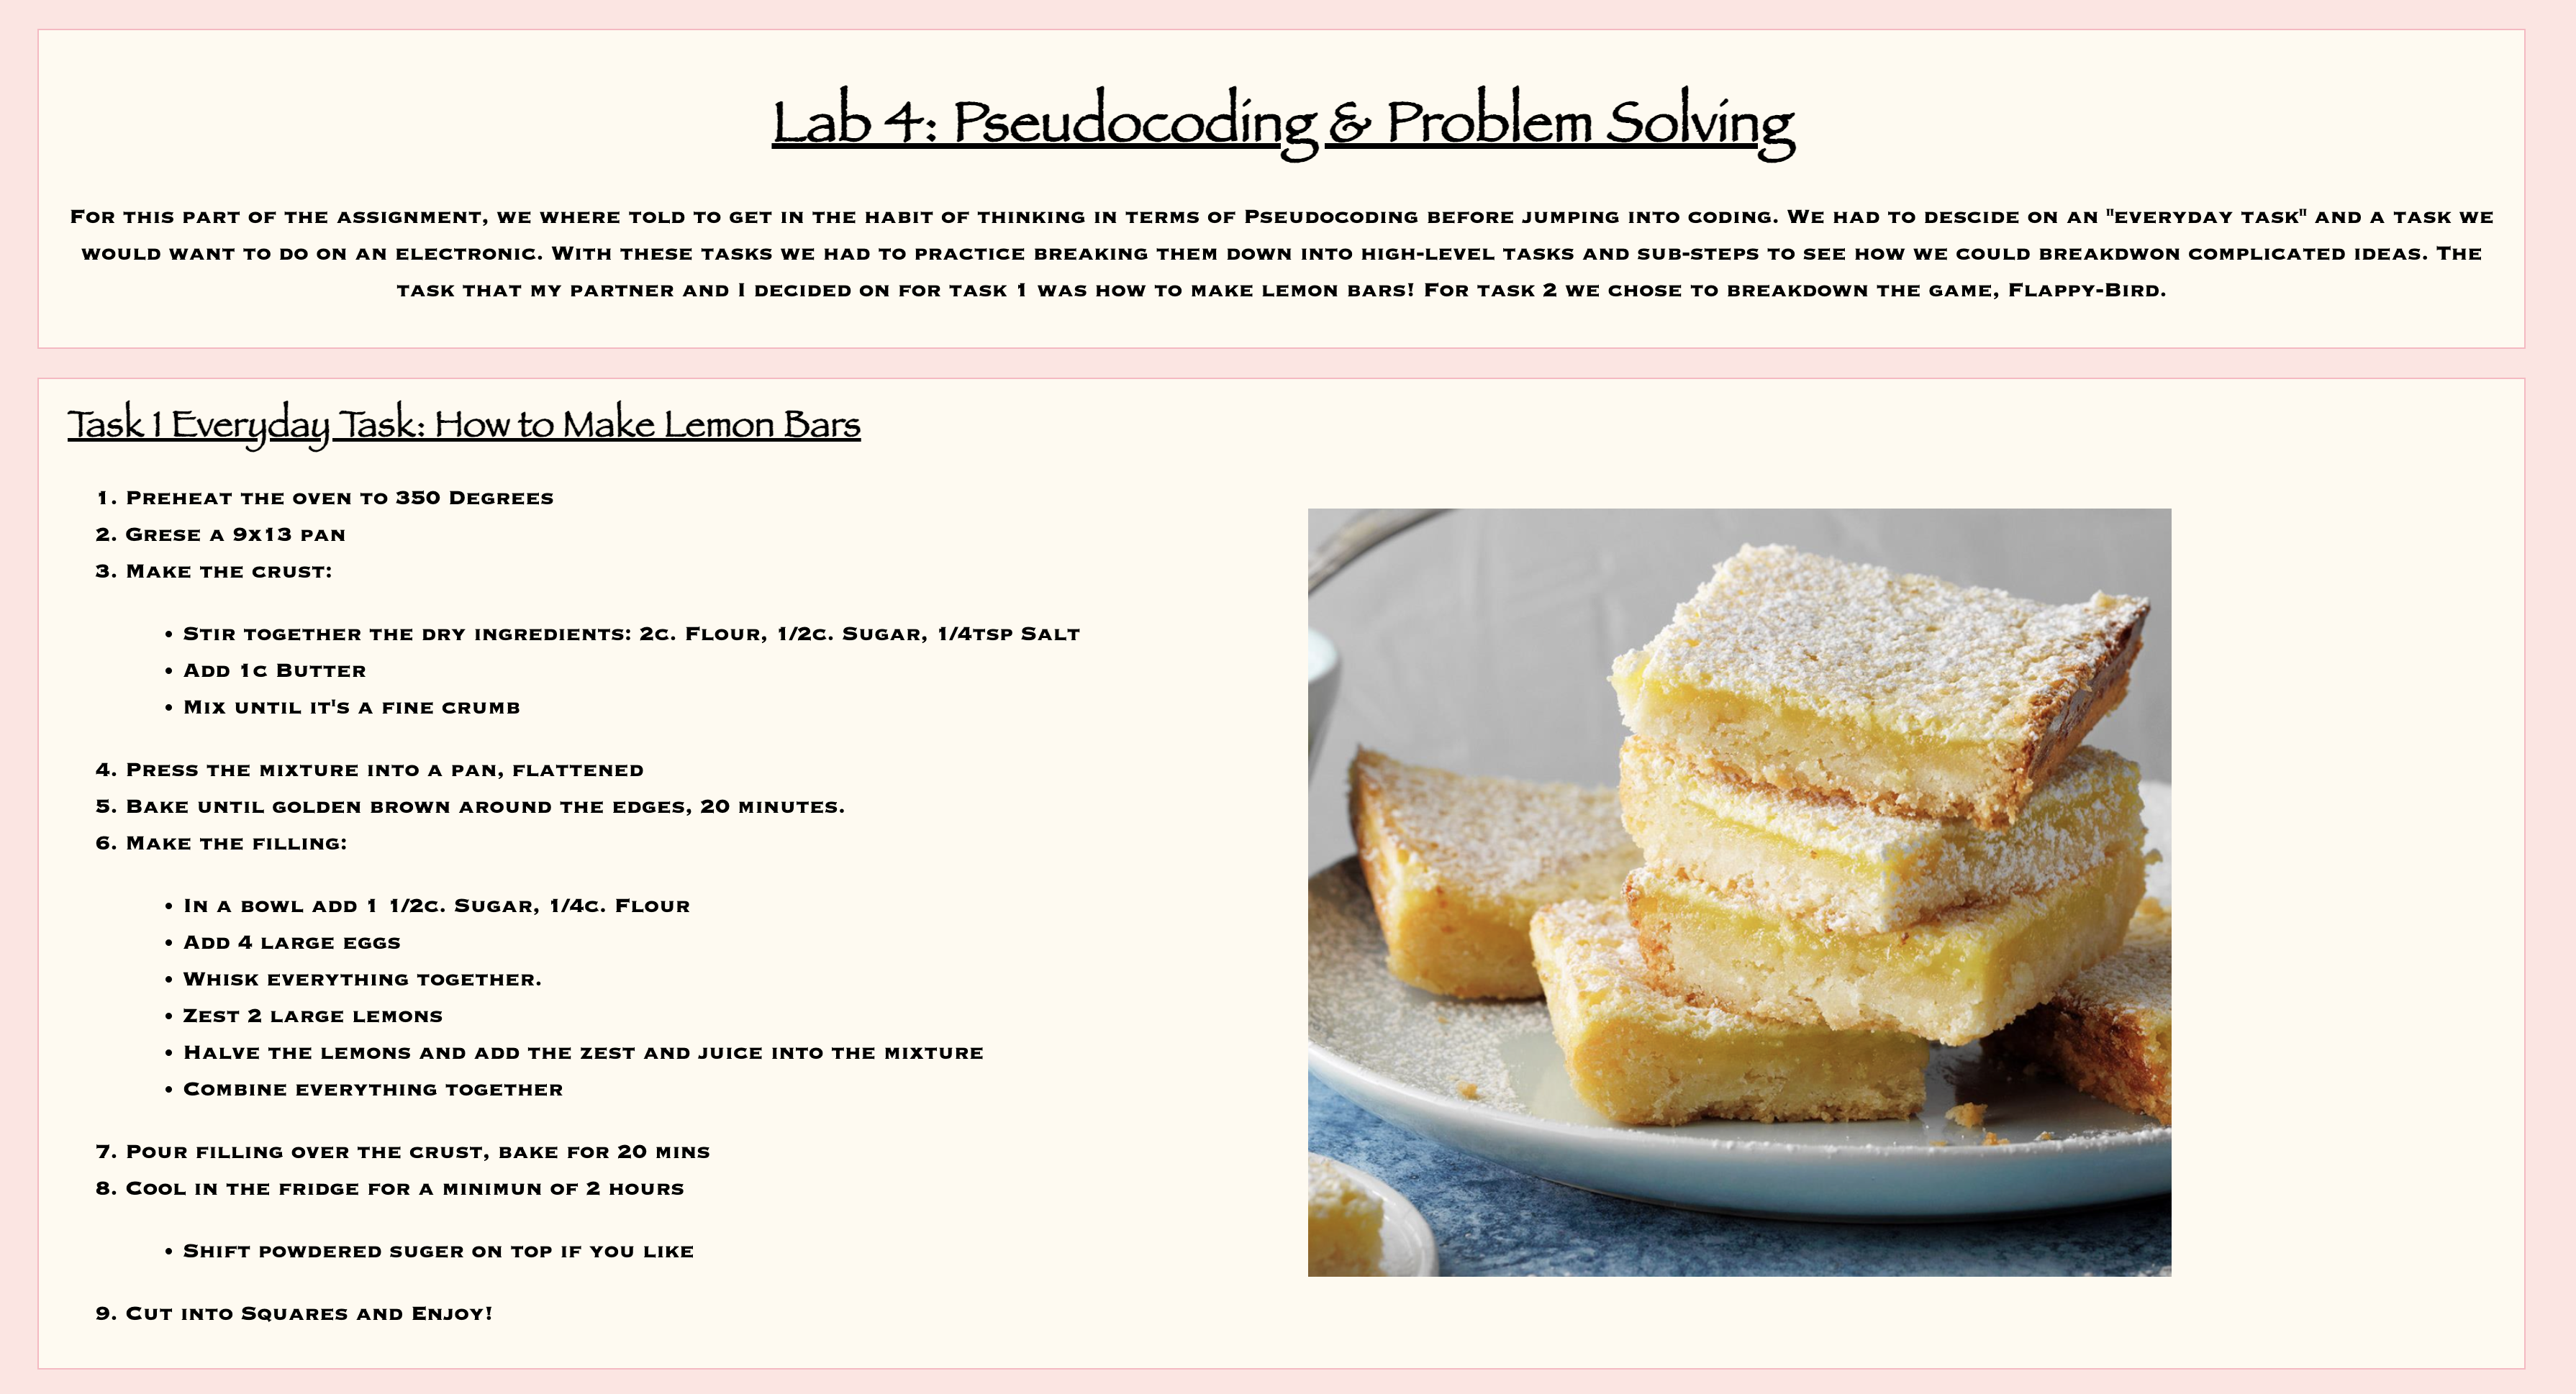 Lab 4: Pseudocoding & Problem Solving
For this part of the assignment, we where told to get in the habit of thinking in terms of Pseudocoding before jumping into coding. We had to descide on an "everyday task" and a task we
would want to do on an electronic. With these tasks we had to practice breaking them down into high-level tasks and sub-steps to see how we could breakdwon complicated ideas. The
task that my partner and I decided on for task 1 was how to make lemon bars! For task 2 we chose to breakdown the game, Flappy-Bird.
Task 1 Everyday Task: How to Make Lemon Bars
1. Preheat the oven to 350 Degrees
2. Grese a 9x13 pan
3. Make the crust:
• Stir together the dry ingredients: 2c. Flour, 1/2c. Sugar, 1/4tsp Salt
• Add 1c Butter
• Mix until it's a fine crumb
4. Press the mixture into a pan, flattened
5. Bake until golden brown around the edges, 20 minutes.
6. Make the filling:
• In a bowl add 1 1/2c. Sugar, 1/4c. Flour
• Add 4 large eggs
• Whisk everything together.
• Zest 2 large lemons
• Halve the lemons and add the zest and juice into the mixture
• Combine everything together
7. Pour filling over the crust, bake for 20 mins
8. Cool in the fridge for a minimun of 2 hours
• Shift powdered suger on top if you like
9. Cut into Squares and Enjoy!